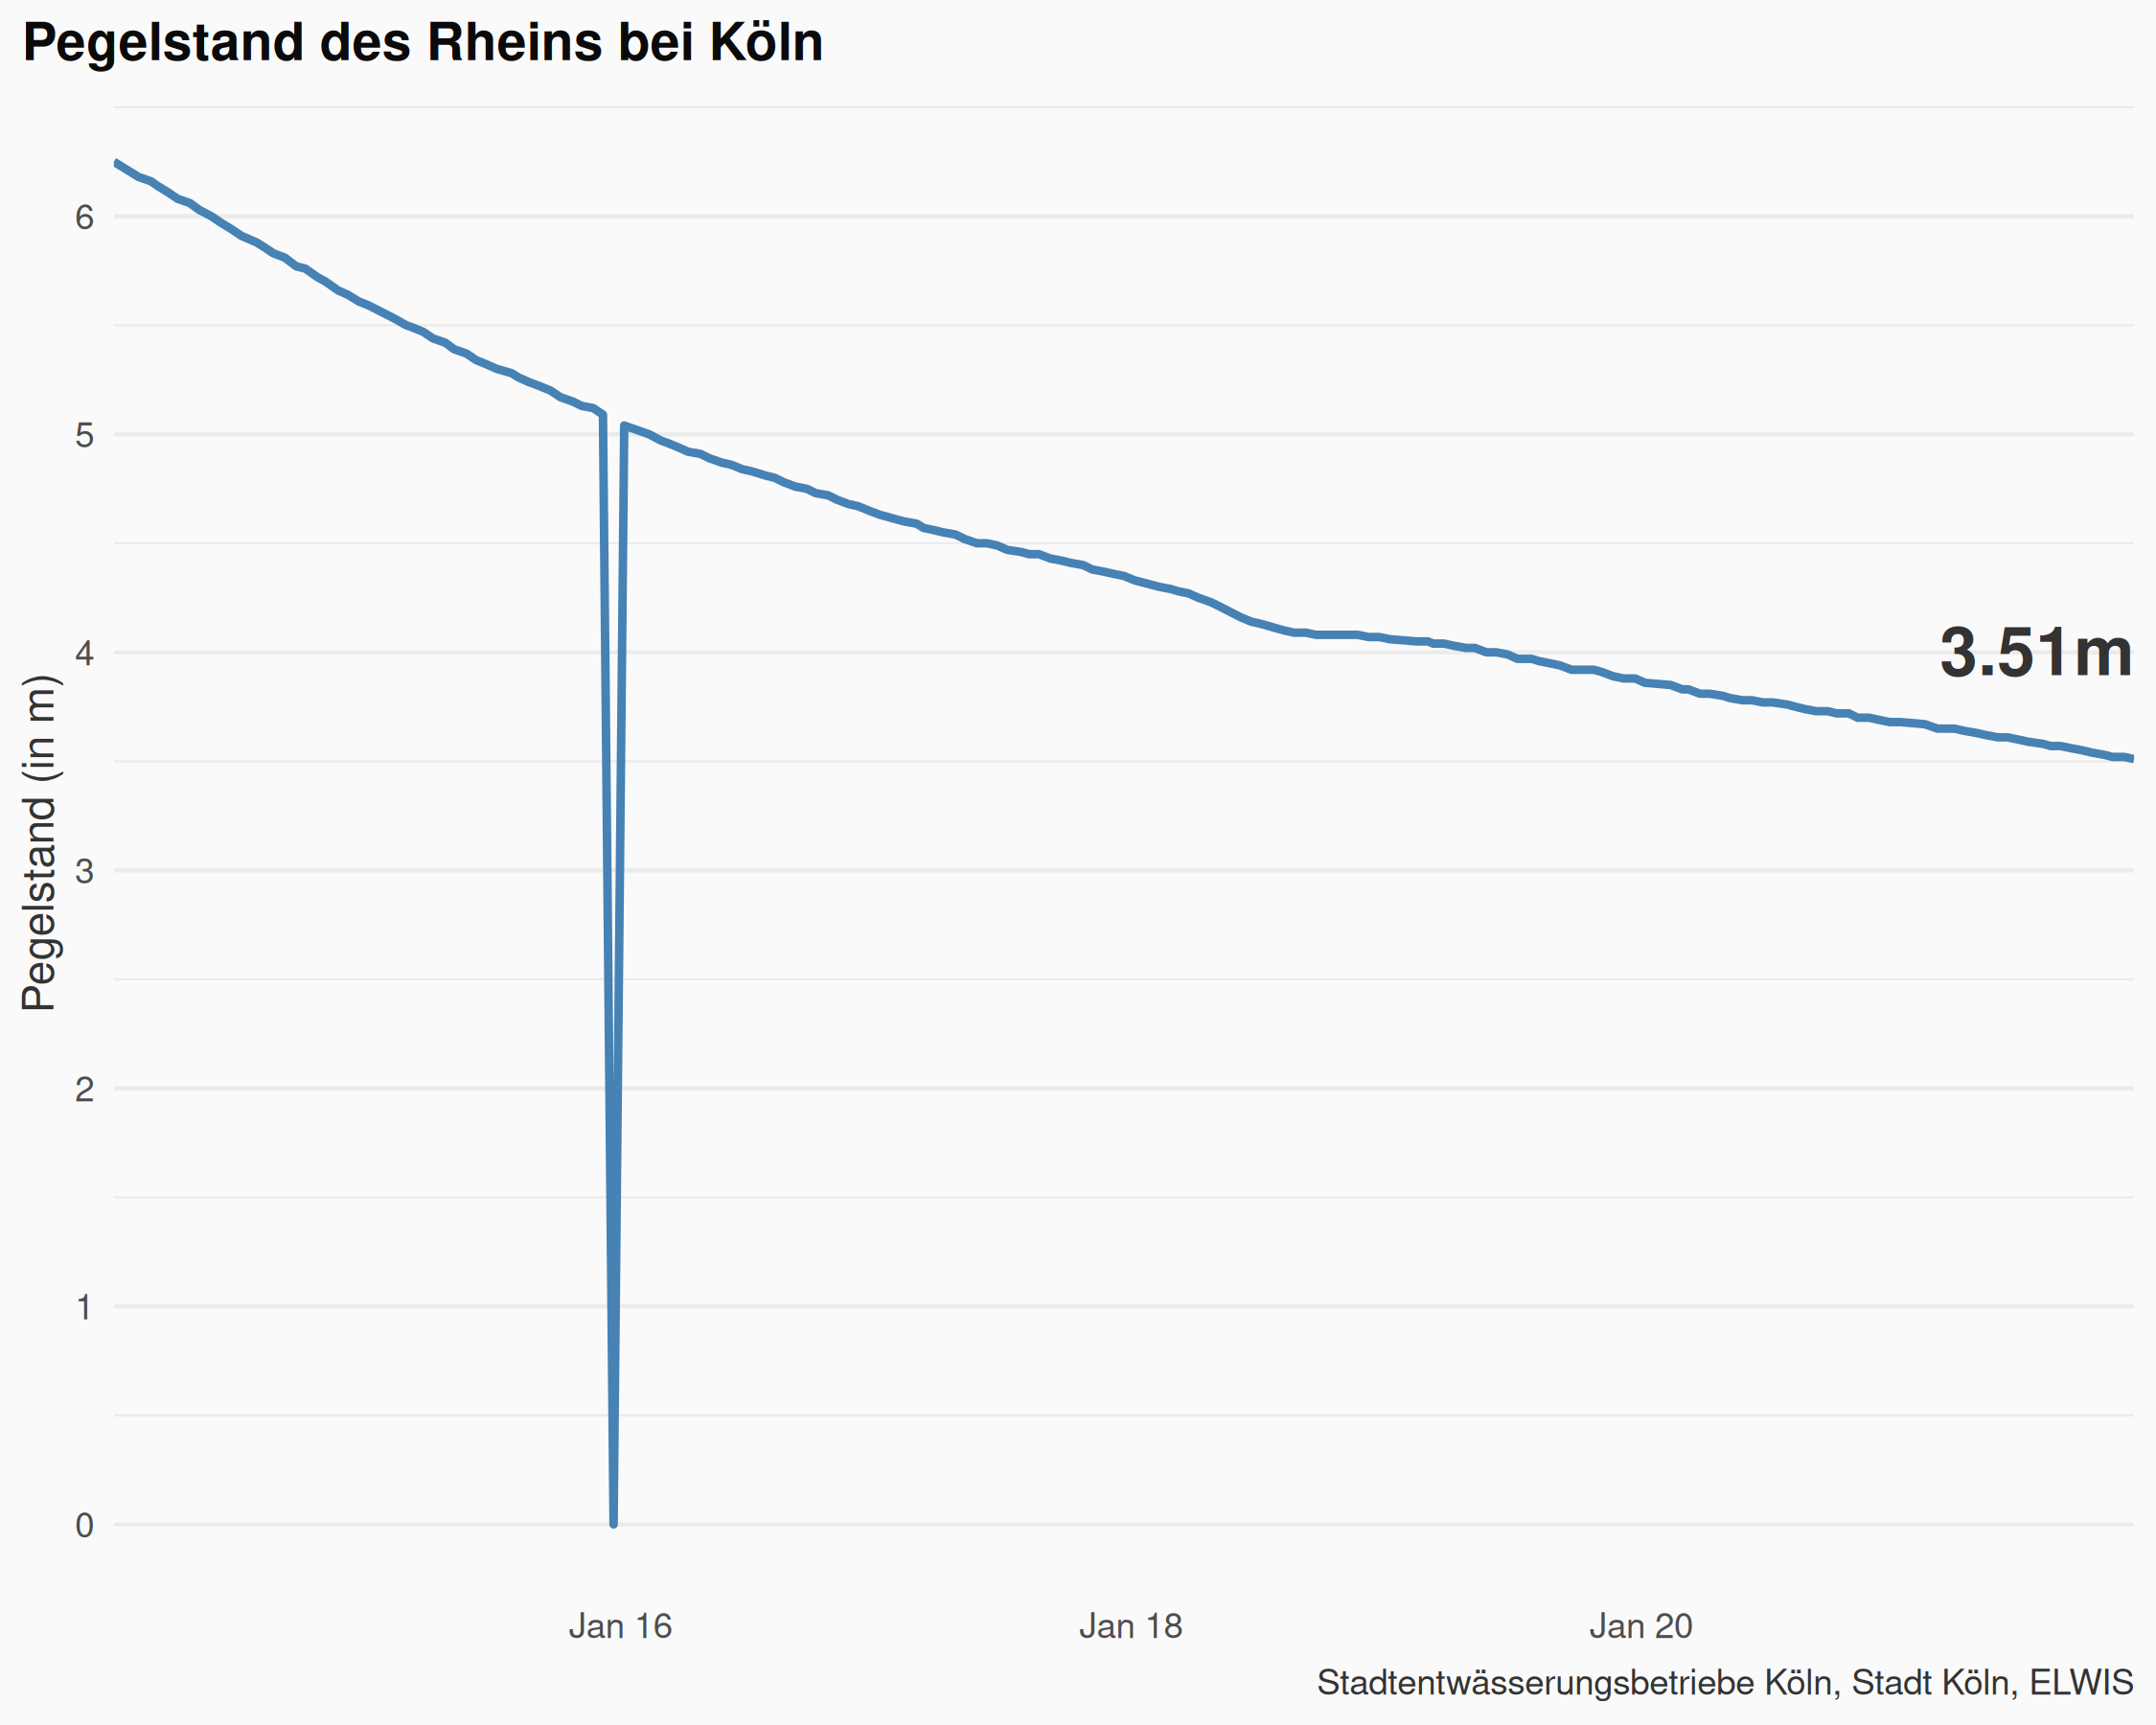 Pegelstand des Rheins bei Köln
Pegelstand (in m)
6
5
4
3
2
1
0
3.51m
Jan 16
Jan 18
Jan 20
Stadtentwässerungsbetriebe Köln, Stadt Köln, ELWIS